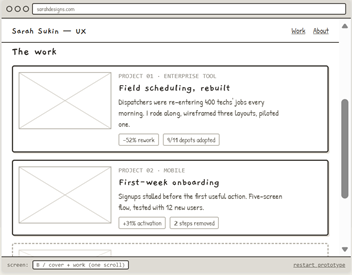 sarahdesigns.com
Sarah Sukin — UX
Work About
The work
PROJECT 01 · ENTERPRISE TOOL
Field scheduling, rebuilt
Dispatchers were re-entering 400 techs' jobs every
morning. I rode along, wireframed three layouts, piloted
one.
−52% rework
9/11 depots adopted
PROJECT 02 · MOBILE
First-week onboarding
Signups stalled before the first useful action. Five-screen
flow, tested with 12 new users.
+31% activation
2 steps removed
screen: B / cover + work (one scroll)
restart prototype